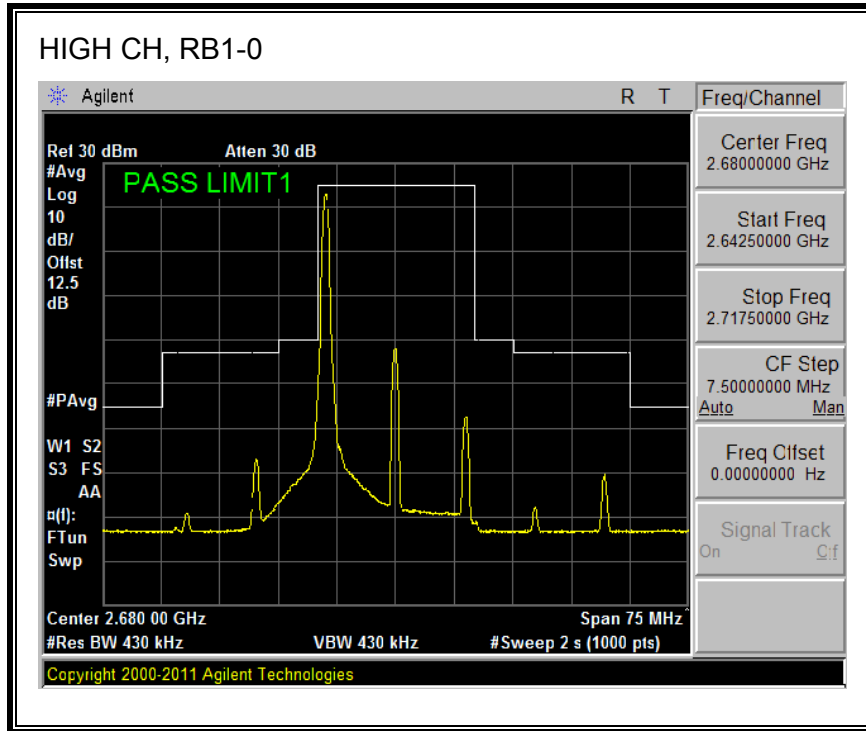 HIGH CH, RB1-0
Agilent R T Freq/Channel
Ref 30 dBm Atten 30 dB
#Avg
Log
10
dB/
Offst
12.5
dB
PASS LIMIT1
#PAvg
W1 S2
S3 FS
AA
¤(f):
FTun
Swp
Center 2.680 00 GHz Span 75 MHz
#Res BW 430 kHz VBW 430 kHz #Sweep 2 s (1000 pts)
Copyright 2000-2011 Agilent Technologies
Center Freq
2.68000000 GHz
Start Freq
2.64250000 GHz
Stop Freq
2.71750000 GHz
CF Step
7.50000000 MHz
Auto Man
Freq Offset
0.00000000 Hz
Signal Track
On Off